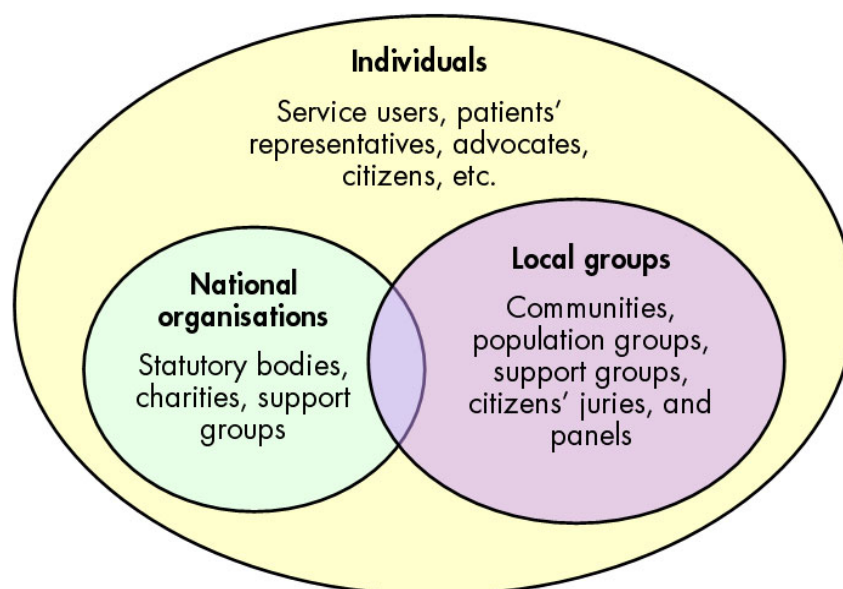 Individuals
Service users, patients’
representatives, advocates,
citizens, etc.
National
organisations
Statutory bodies,
charities, support
groups
Local groups
Communities,
population groups,
support groups,
citizens’ juries, and
panels